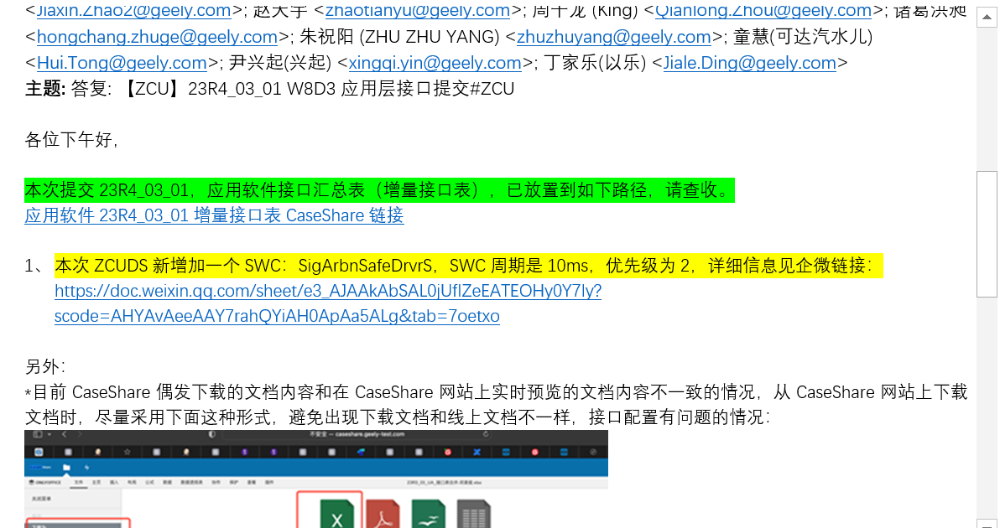 <Jiaxin.Zhao2@geely.com>; 赵天宇 <zhaotianyu@geely.com>; 周千龙 (King) <Qianlong.Zhou@geely.com>; 诸葛洪昶
<hongchang.zhuge@geely.com>; 朱祝阳 (ZHU ZHU YANG) <zhuzhuyang@geely.com>; 童慧(可达汽水儿)
<Hui.Tong@geely.com>; 尹兴起(兴起) <xingqi.yin@geely.com>; 丁家乐(以乐) <Jiale.Ding@geely.com>
主题: 答复: 【ZCU】23R4_03_01 W8D3 应用层接口提交#ZCU
各位下午好，
本次提交 23R4_03_01，应用软件接口汇总表（增量接口表），已放置到如下路径，请查收。
应用软件 23R4_03_01 增量接口表 CaseShare 链接
1、 本次 ZCUDS 新增加一个 SWC：SigArbnSafeDrvrS，SWC 周期是 10ms，优先级为 2，详细信息见企微链接：
https://doc.weixin.qq.com/sheet/e3_AJAAkAbSAL0jUflZeEATEOHy0Y7ly?
scode=AHYAvAeeAAY7rahQYiAH0ApAa5ALg&tab=7oetxo
另外：
*目前 CaseShare 偶发下载的文档内容和在 CaseShare 网站上实时预览的文档内容不一致的情况，从 CaseShare 网站上下载
文档时，尽量采用下面这种形式，避免出现下载文档和线上文档不一样，接口配置有问题的情况：
不安全 — caseshare.geely-test.com